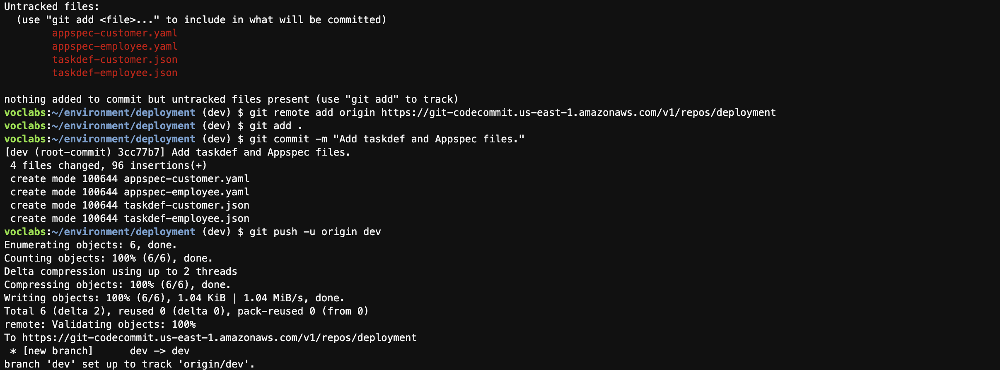 Untracked files:
  (use "git add <file>..." to include in what will be committed)
        appspec-customer.yaml
        appspec-employee.yaml
        taskdef-customer.json
        taskdef-employee.json

nothing added to commit but untracked files present (use "git add" to track)
voclabs:~/environment/deployment (dev) $ git remote add origin https://git-codecommit.us-east-1.amazonaws.com/v1/repos/deployment
voclabs:~/environment/deployment (dev) $ git add .
voclabs:~/environment/deployment (dev) $ git commit -m "Add taskdef and Appspec files."
[dev (root-commit) 3cc77b7] Add taskdef and Appspec files.
 4 files changed, 96 insertions(+)
 create mode 100644 appspec-customer.yaml
 create mode 100644 appspec-employee.yaml
 create mode 100644 taskdef-customer.json
 create mode 100644 taskdef-employee.json
voclabs:~/environment/deployment (dev) $ git push -u origin dev
Enumerating objects: 6, done.
Counting objects: 100% (6/6), done.
Delta compression using up to 2 threads
Compressing objects: 100% (6/6), done.
Writing objects: 100% (6/6), 1.04 KiB | 1.04 MiB/s, done.
Total 6 (delta 2), reused 0 (delta 0), pack-reused 0 (from 0)
remote: Validating objects: 100%
To https://git-codecommit.us-east-1.amazonaws.com/v1/repos/deployment
 * [new branch]      dev -> dev
branch 'dev' set up to track 'origin/dev'.